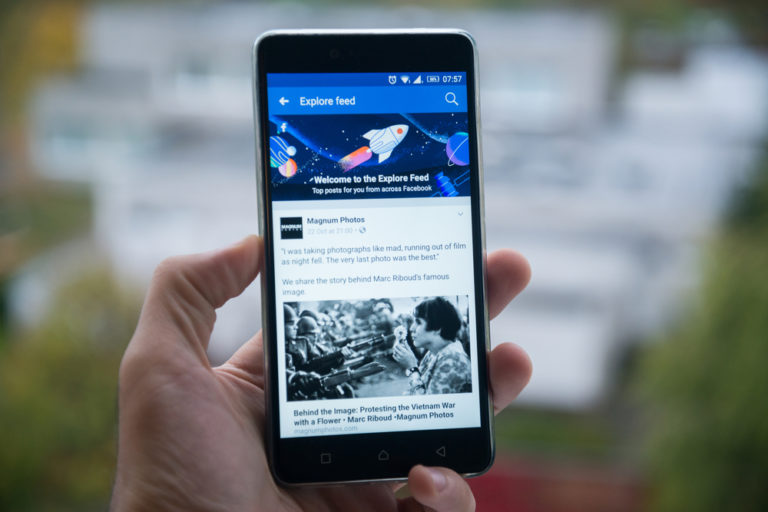 07:57
Explore feed
f
Welcome to the Explore Feed
Top posts for you from across Facebook
MAGNUM
PHOTOS
Magnum Photos
22 Oct at 21:00 •
"I was taking photographs like mad, running out of film
as night fell. The very last photo was the best."
We share the story behind Marc Riboud's famous
image.
Behind the Image: Protesting the Vietnam War
with a Flower • Marc Riboud •Magnum Photos
magnumphotos.com